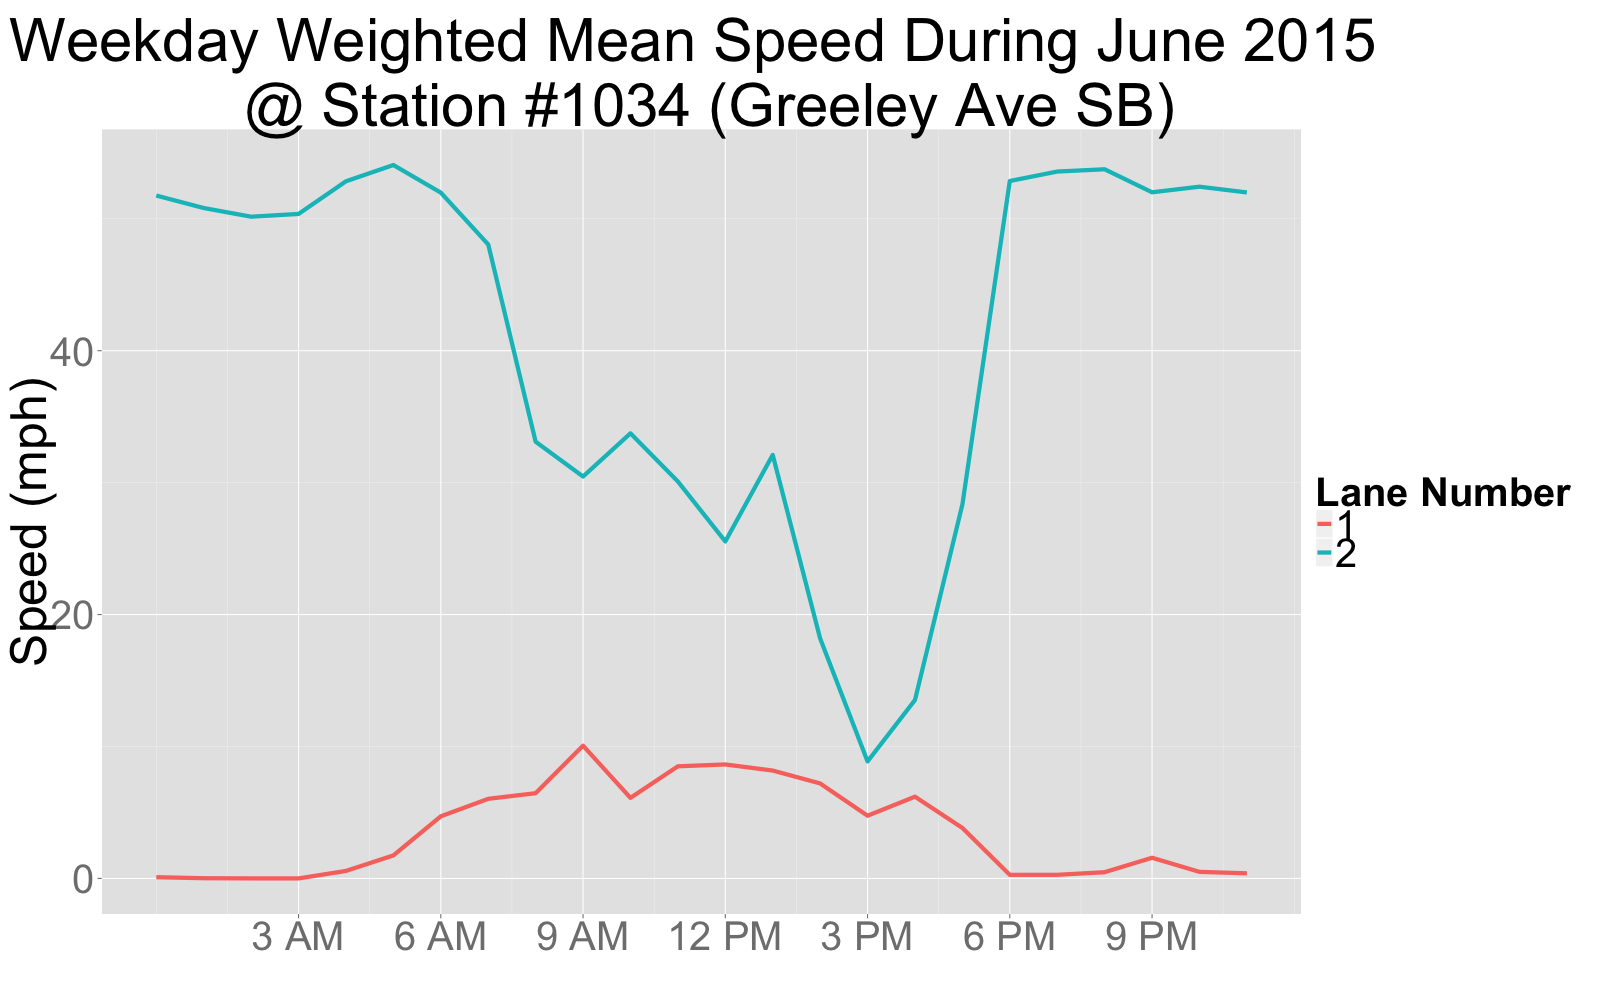 Weekday Weighted Mean Speed During June 2015
@ Station #1034 (Greeley Ave SB)
Speed (mph)
40
20
0
3 AM 6 AM 9 AM 12 PM 3 PM 6 PM 9 PM
Lane Number
1
2